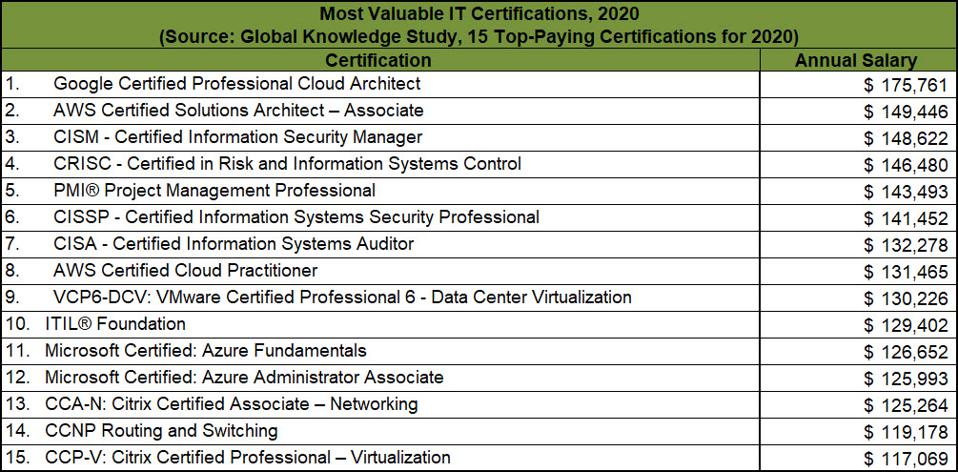 Most Valuable IT Certifications, 2020
(Source: Global Knowledge Study, 15 Top-Paying Certifications for 2020)
Certification Annual Salary
1. Google Certified Professional Cloud Architect $ 175,761
2. AWS Certified Solutions Architect – Associate $ 149,446
3. CISM - Certified Information Security Manager $ 148,622
4. CRISC - Certified in Risk and Information Systems Control $ 146,480
5. PMI® Project Management Professional $ 143,493
6. CISSP - Certified Information Systems Security Professional $ 141,452
7. CISA - Certified Information Systems Auditor $ 132,278
8. AWS Certified Cloud Practitioner $ 131,465
9. VCP6-DCV: VMware Certified Professional 6 - Data Center Virtualization $ 130,226
10. ITIL® Foundation $ 129,402
11. Microsoft Certified: Azure Fundamentals $ 126,652
12. Microsoft Certified: Azure Administrator Associate $ 125,993
13. CCA-N: Citrix Certified Associate – Networking $ 125,264
14. CCNP Routing and Switching $ 119,178
15. CCP-V: Citrix Certified Professional – Virtualization $ 117,069